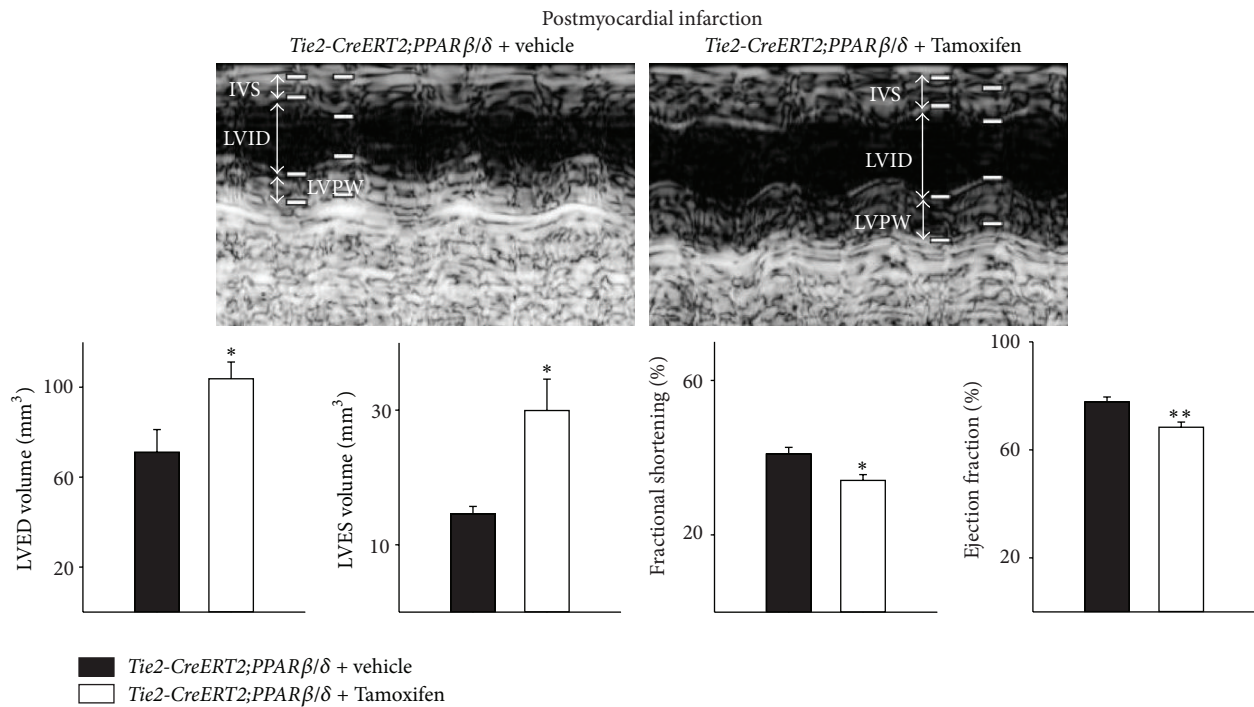 Postmyocardial infarction
Tie2-CreERT2;PPARβ/δ + vehicle
Tie2-CreERT2;PPARβ/δ + Tamoxifen
IVS
LVID
LVPW
IVS
LVID
LVPW
LVED volume (mm³)
100
60
20
*
LVES volume (mm³)
30
10
*
Fractional shortening (%)
60
20
*
Ejection fraction (%)
100
60
20
**
Tie2-CreERT2;PPARβ/δ + vehicle
Tie2-CreERT2;PPARβ/δ + Tamoxifen